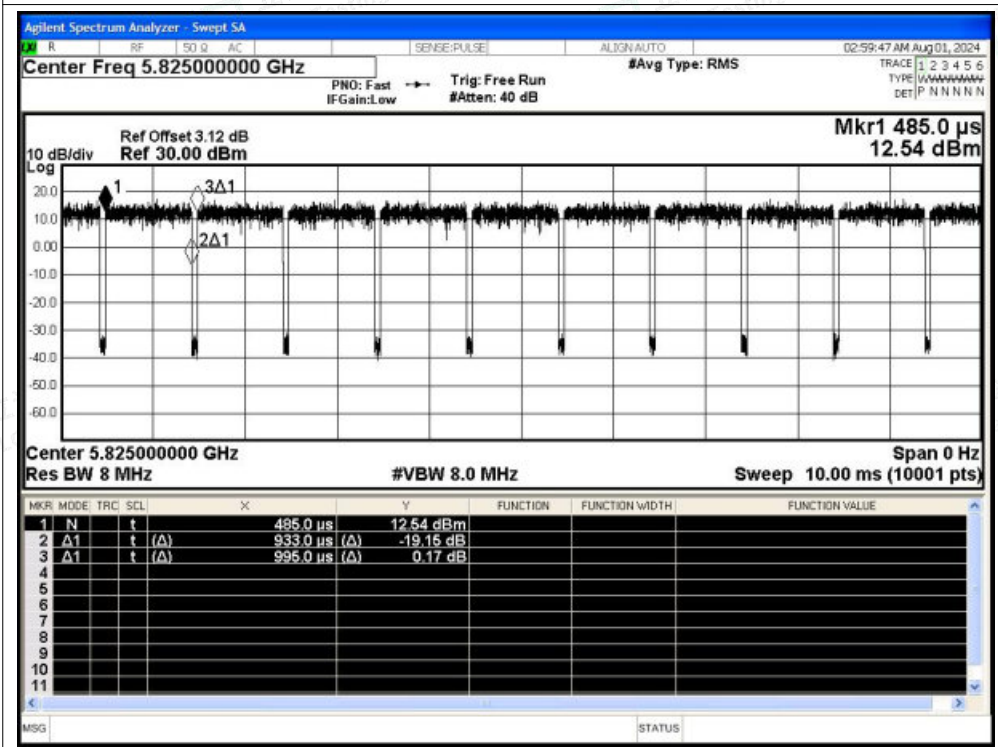 Agilent Spectrum Analyzer - Swept SA
R RF 50 Ω AC SENSE:PULSE ALIGN AUTO 02:59:47 AM Aug 01, 2024
Center Freq 5.825000000 GHz #Avg Type: RMS TRACE 1 2 3 4 5 6
PNO: Fast Trig: Free Run TYPE
IFGain:Low #Atten: 40 dB DET P N N N N N
Mkr1 485.0 µs
Ref Offset 3.12 dB
10 dB/div Ref 30.00 dBm 12.54 dBm
Log
20.0
1 3Δ1
10.0
0.00
2Δ1
-10.0
-20.0
-30.0
-40.0
-50.0
-60.0
Center 5.825000000 GHz Span 0 Hz
Res BW 8 MHz #VBW 8.0 MHz Sweep 10.00 ms (10001 pts)
MKR MODE TRC SCL X Y FUNCTION FUNCTION WIDTH FUNCTION VALUE
1 N t 485.0 µs 12.54 dBm
2 Δ1 t (Δ) 933.0 µs (Δ) -19.15 dB
3 Δ1 t (Δ) 995.0 µs (Δ) 0.17 dB
4
5
6
7
8
9
10
11
MSG STATUS